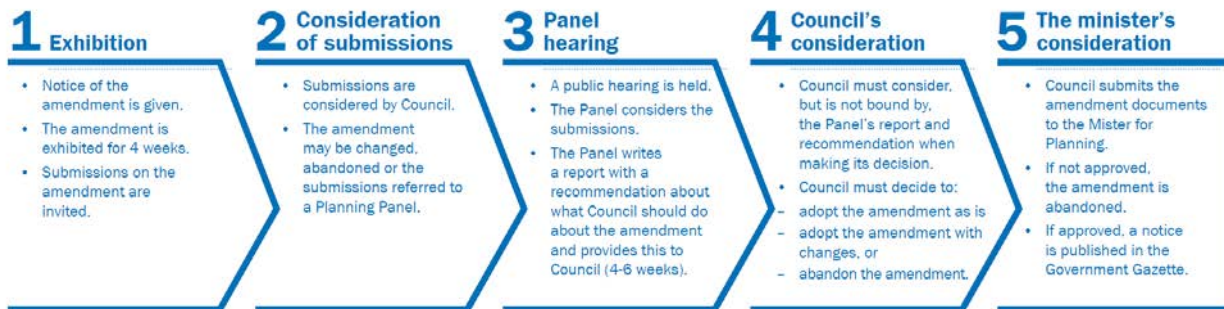 1 Exhibition
• Notice of the
amendment is given.
• The amendment is
exhibited for 4 weeks.
• Submissions on the
amendment are
invited.
2 Consideration
of submissions
• Submissions are
considered by Council.
• The amendment
may be changed,
abandoned or the
submissions referred to
a Planning Panel.
3 Panel
hearing
• A public hearing is held.
• The Panel considers the
submissions.
• The Panel writes
a report with a
recommendation about
what Council should do
about the amendment
and provides this to
Council (4-6 weeks).
4 Council's
consideration
• Council must consider,
but is not bound by,
the Panel's report and
recommendation when
making its decision.
• Council must decide to:
– adopt the amendment as is
– adopt the amendment with
changes, or
– abandon the amendment.
5 The minister's
consideration
• Council submits the
amendment documents
to the Mister for
Planning.
• If not approved,
the amendment is
abandoned.
• If approved, a notice
is published in the
Government Gazette.